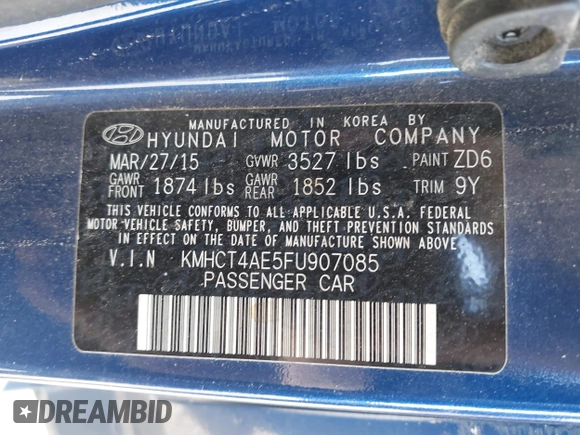 MANUFACTURED IN KOREA BY
HYUNDAI MOTOR COMPANY
MAR/27/15 GVWR 3527 lbs PAINT ZD6
GAWR FRONT 1874 lbs GAWR REAR 1852 lbs TRIM 9Y
THIS VEHICLE CONFORMS TO ALL APPLICABLE U.S.A. FEDERAL
MOTOR VEHICLE SAFETY, BUMPER, AND THEFT PREVENTION STANDARDS
IN EFFECT ON THE DATE OF MANUFACTURE SHOWN ABOVE.
V.I.N KMHCT4AE5FU907085
PASSENGER CAR
DREAMBID